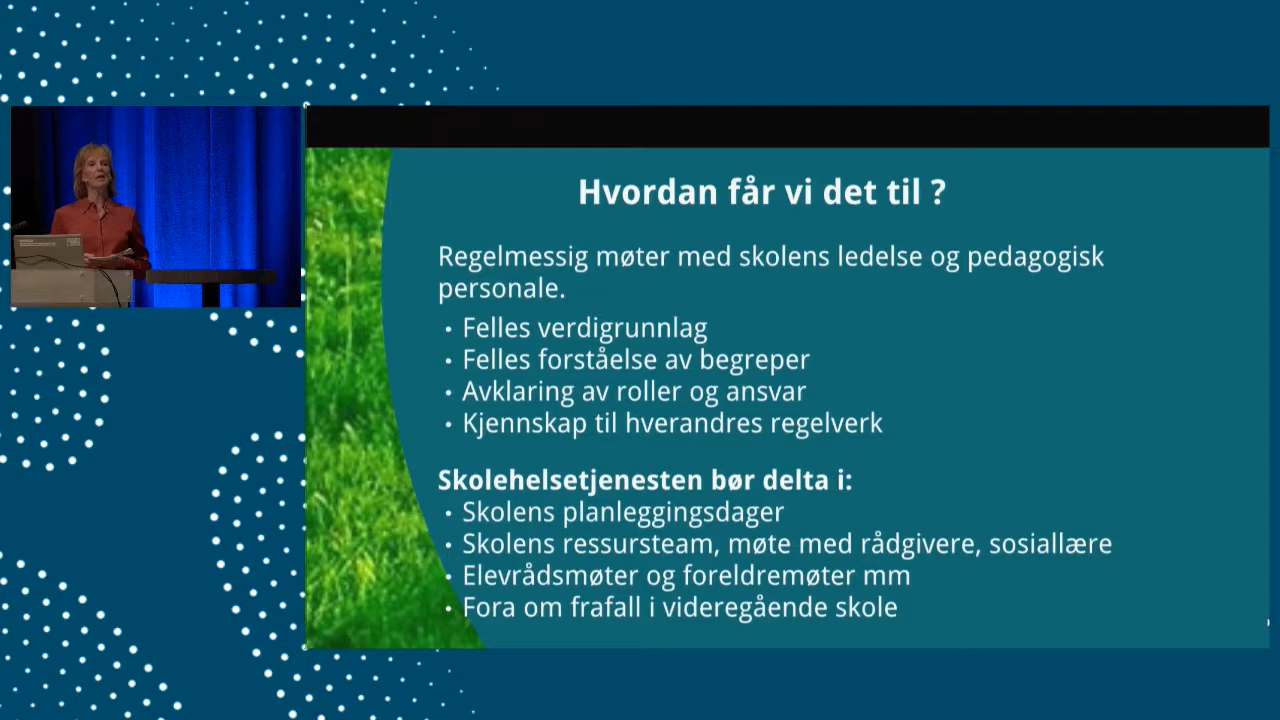 Hvordan får vi det til ?
Regelmessig møter med skolens ledelse og pedagogisk
personale.
• Felles verdigrunnlag
• Felles forståelse av begreper
• Avklaring av roller og ansvar
• Kjennskap til hverandres regelverk
Skolehelsetjenesten bør delta i:
• Skolens planleggingsdager
• Skolens ressursteam, møte med rådgivere, sosiallære
• Elevrådsmøter og foreldremøter mm
• Fora om frafall i videregående skole